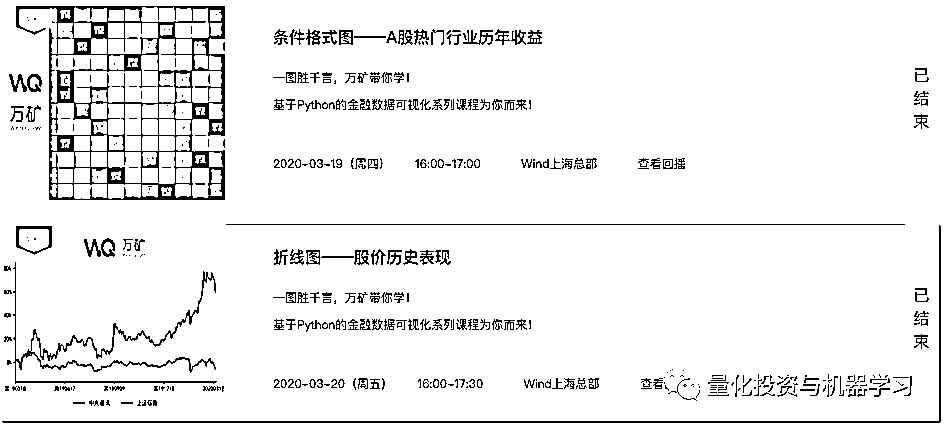 条件格式图——A股热门行业历年收益
WQ
万矿
一图胜千言，万矿带你学！
基于Python的金融数据可视化系列课程为你而来！
2020-03-19（周四） 16:00-17:00 Wind上海总部 查看回播
已结束
WQ 万矿
折线图——股价历史表现
一图胜千言，万矿带你学！
基于Python的金融数据可视化系列课程为你而来！
2020-03-20（周五） 16:00-17:30 Wind上海总部 查看
已结束
量化投资与机器学习